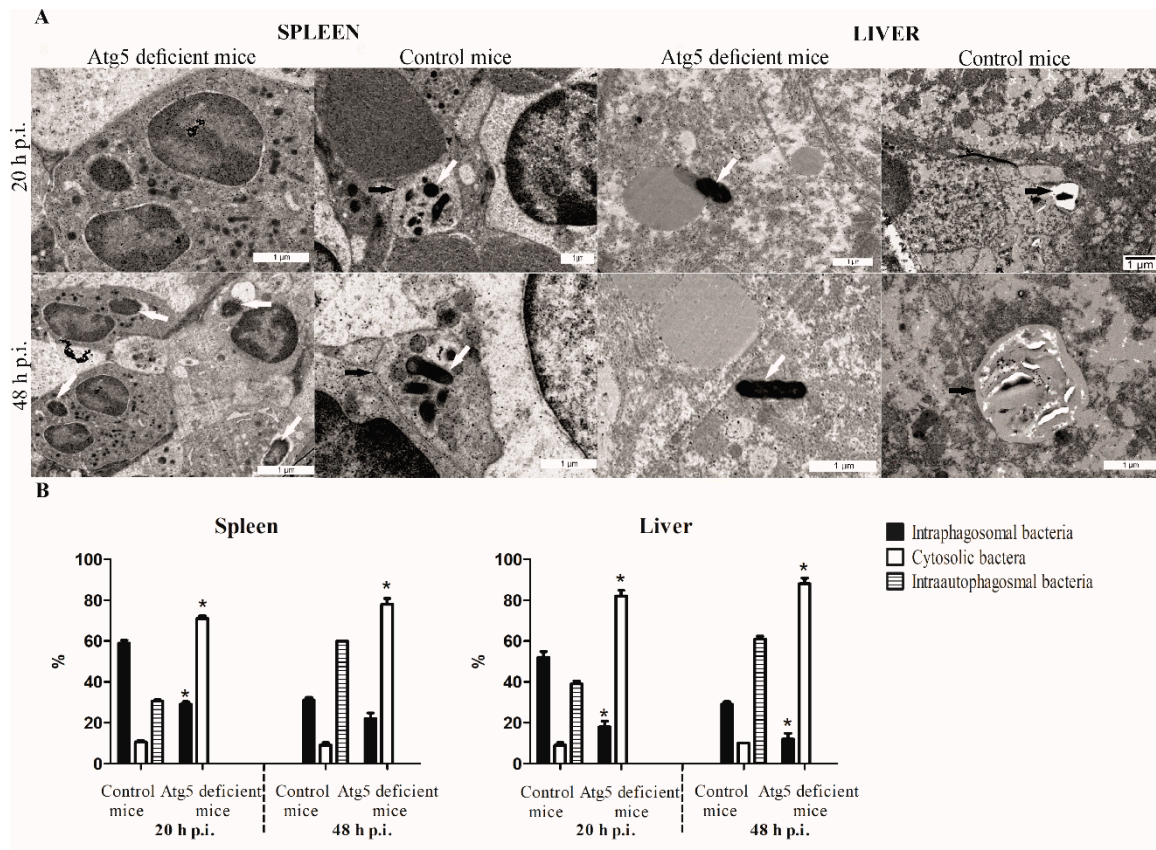 A
SPLEEN
LIVER
Atg5 deficient mice
Control mice
Atg5 deficient mice
Control mice
20 h p.i.
1 µm
1µm
1 µm
1 µm
48 h p.i.
1 µm
1 µm
1 µm
1 µm
B
Spleen
Liver
Intraphagosomal bacteria
Cytosolic bactera
Intraautophagosmal bacteria
100
80
60
40
20
0
%
*
*
*
Control
mice
Atg5 deficient
mice
Control
mice
Atg5 deficient
mice
20 h p.i.
48 h p.i.
100
80
60
40
20
0
%
*
*
*
*
Control
mice
Atg5 deficient
mice
Control
mice
Atg5 deficient
mice
20 h p.i.
48 h p.i.